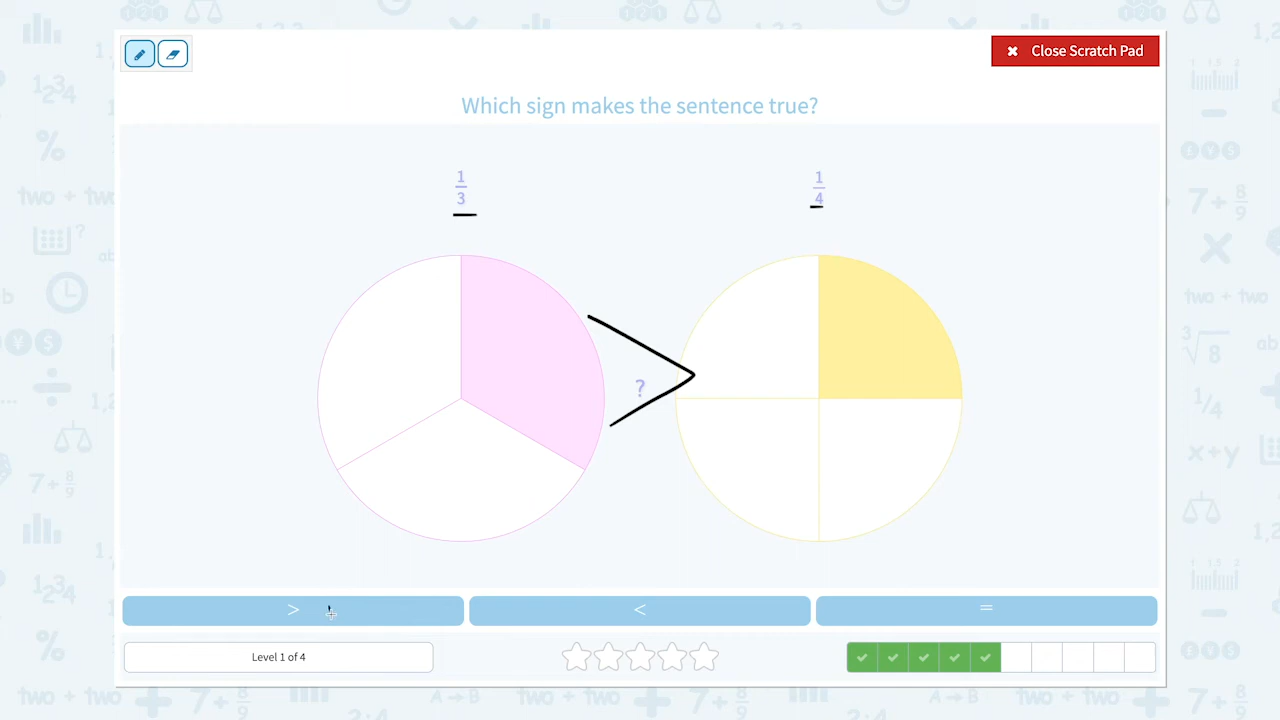 Close Scratch Pad
Which sign makes the sentence true?
1/3
1/4
?
>
> < =
Level 1 of 4